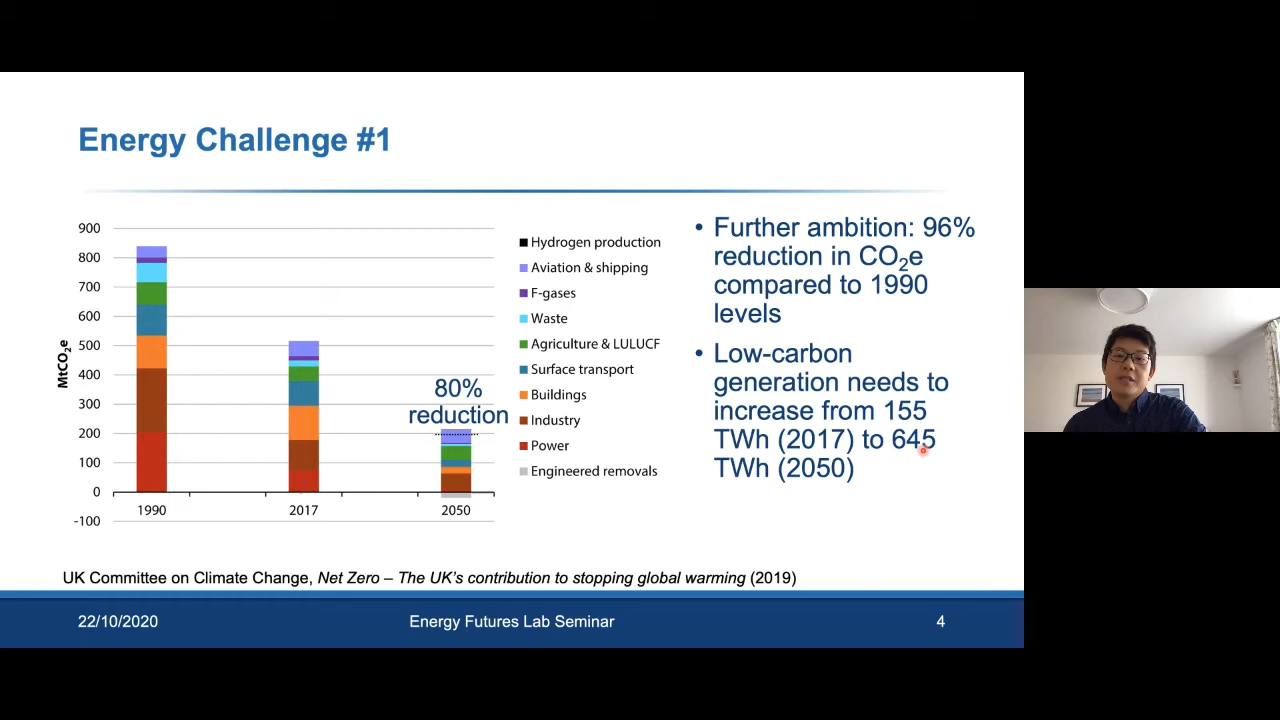 Energy Challenge #1
900
800
700
600
500
400
300
200
100
0
-100
MtCO₂e
1990
2017
2050
80%
reduction
Hydrogen production
Aviation & shipping
F-gases
Waste
Agriculture & LULUCF
Surface transport
Buildings
Industry
Power
Engineered removals
• Further ambition: 96%
reduction in CO₂e
compared to 1990
levels
• Low-carbon
generation needs to
increase from 155
TWh (2017) to 645
TWh (2050)
UK Committee on Climate Change, Net Zero – The UK's contribution to stopping global warming (2019)
22/10/2020
Energy Futures Lab Seminar
4